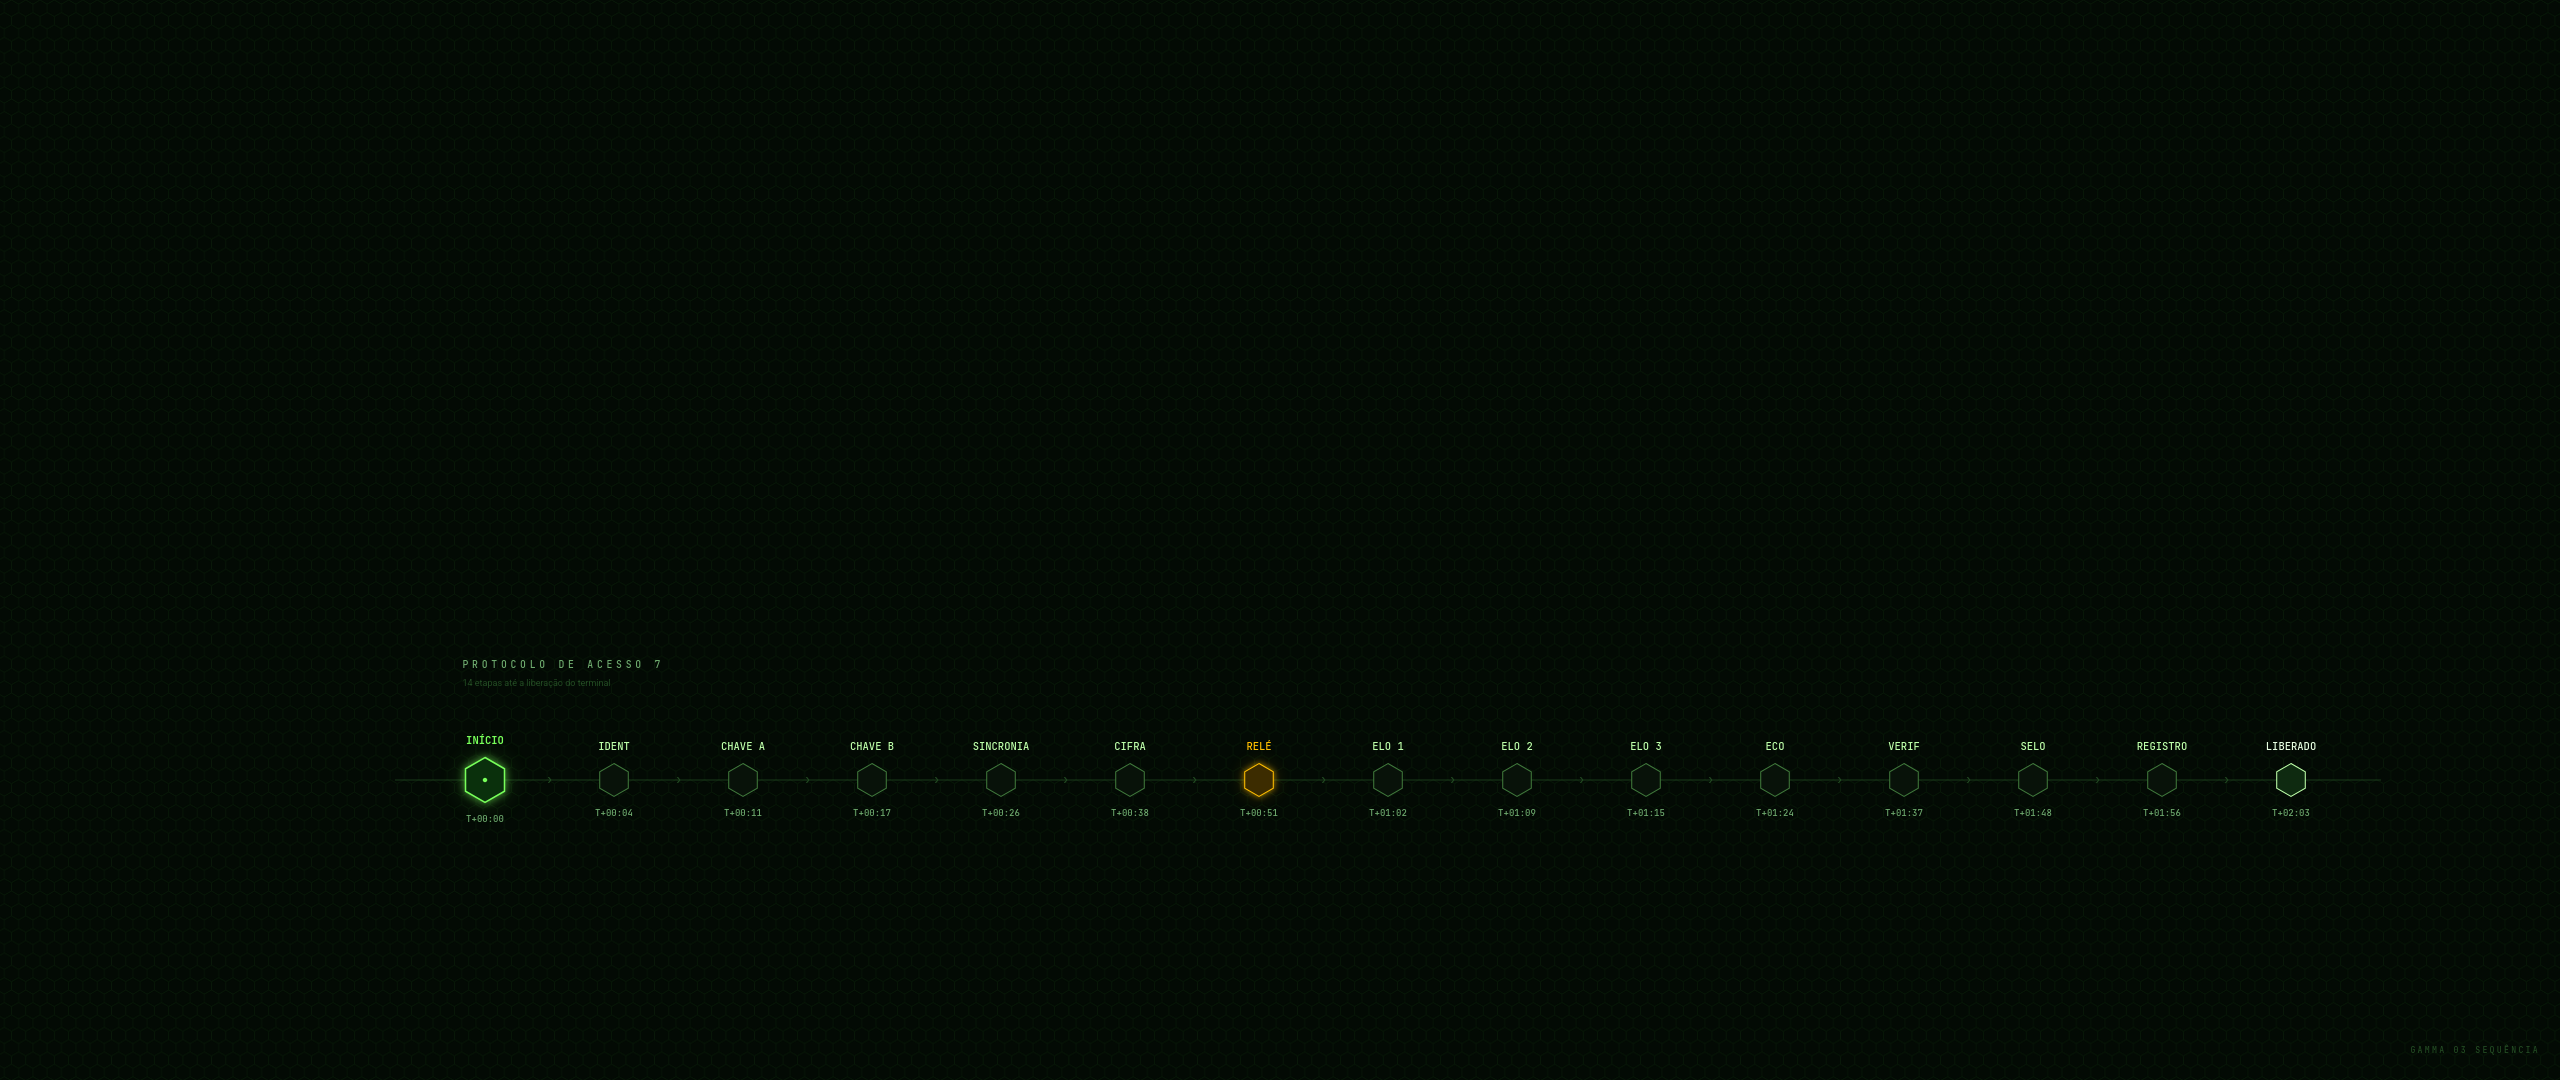 PROTOCOLO DE ACESSO 7
14 etapas até a liberação do terminal
INÍCIO IDENT CHAVE A CHAVE B SINCRONIA CIFRA RELÉ ELO 1 ELO 2 ELO 3 ECO VERIF SELO REGISTRO LIBERADO
T+00:00 T+00:04 T+00:11 T+00:17 T+00:26 T+00:38 T+00:51 T+01:02 T+01:09 T+01:15 T+01:24 T+01:37 T+01:48 T+01:56 T+02:03
GAMMA 03 SEQUÊNCIA